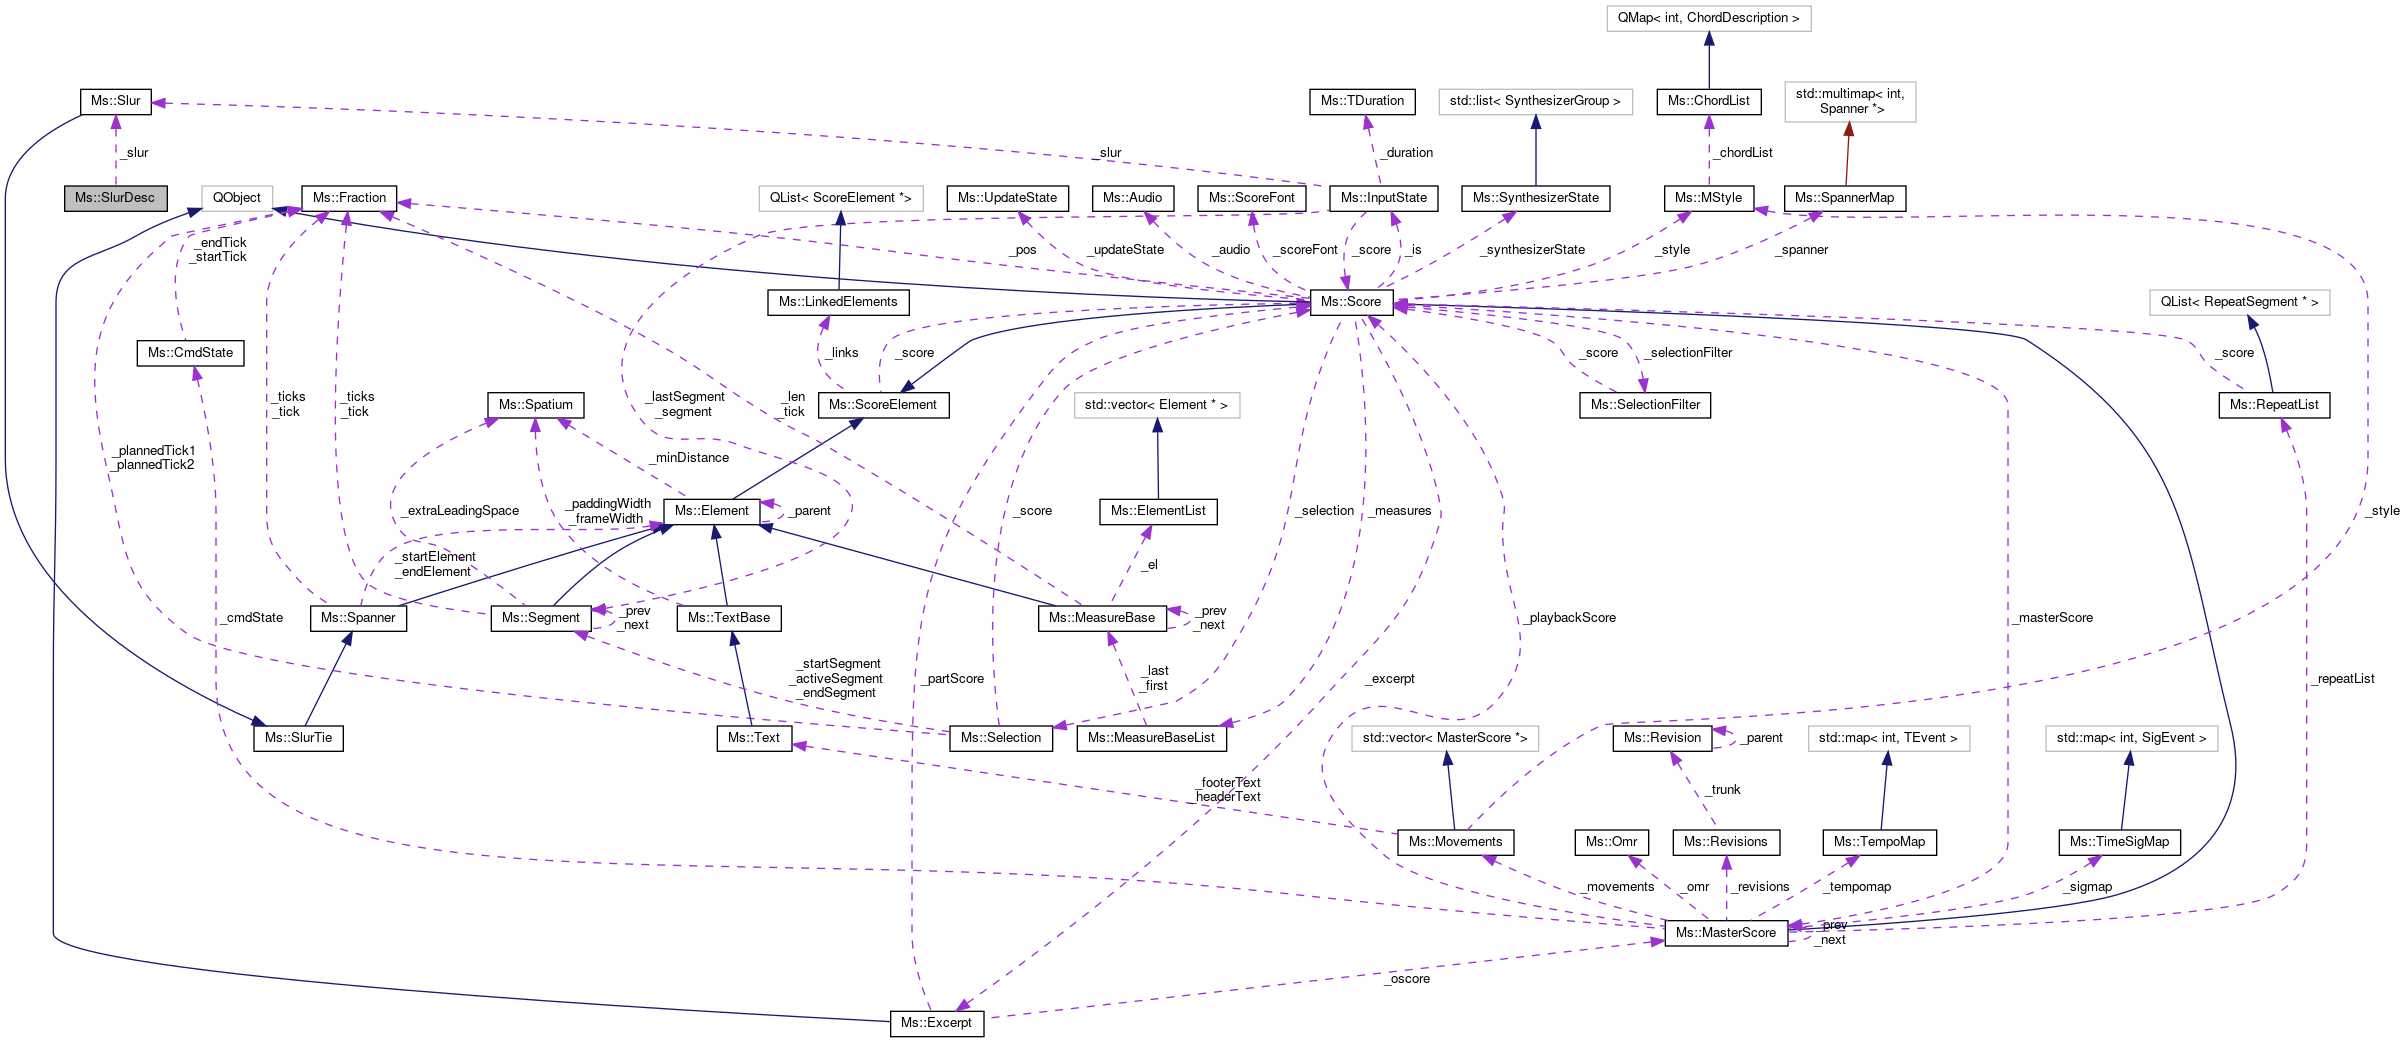 QMap< int, ChordDescription >
Ms::Slur
Ms::TDuration
std::list< SynthesizerGroup >
Ms::ChordList
std::multimap< int,
Spanner *>
_slur
_slur
_duration
_chordList
Ms::SlurDesc
QObject
Ms::Fraction
QList< ScoreElement *>
Ms::UpdateState
Ms::Audio
Ms::ScoreFont
Ms::InputState
Ms::SynthesizerState
Ms::MStyle
Ms::SpannerMap
_endTick
_startTick
_pos
_updateState
_audio
_scoreFont
_score
_is
_synthesizerState
_style
_spanner
Ms::LinkedElements
Ms::Score
QList< RepeatSegment * >
Ms::CmdState
_links
_score
_score
_selectionFilter
_score
_ticks
_tick
_ticks
_tick
Ms::Spatium
_lastSegment
_segment
_len
_tick
Ms::ScoreElement
std::vector< Element * >
Ms::SelectionFilter
Ms::RepeatList
_plannedTick1
_plannedTick2
_minDistance
_extraLeadingSpace
_paddingWidth
_frameWidth
Ms::Element
_parent
_score
Ms::ElementList
_selection
_measures
_style
_startElement
_endElement
_el
_cmdState
Ms::Spanner
Ms::Segment
_prev
_next
Ms::TextBase
Ms::MeasureBase
_prev
_next
_playbackScore
_masterScore
_startSegment
_activeSegment
_endSegment
_partScore
_last
_first
_excerpt
_repeatList
Ms::SlurTie
Ms::Text
Ms::Selection
Ms::MeasureBaseList
std::vector< MasterScore *>
Ms::Revision
_parent
std::map< int, TEvent >
std::map< int, SigEvent >
_footerText
_headerText
_trunk
Ms::Movements
Ms::Omr
Ms::Revisions
Ms::TempoMap
Ms::TimeSigMap
_movements
_omr
_revisions
_tempomap
_sigmap
Ms::MasterScore
_prev
_next
_oscore
Ms::Excerpt